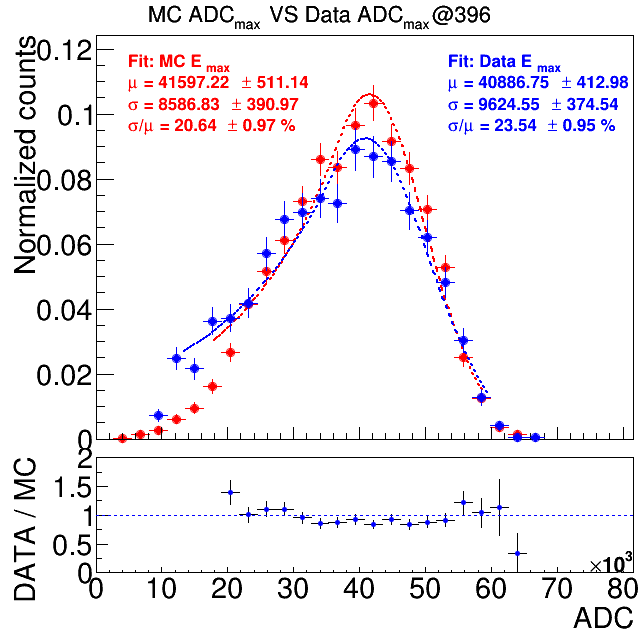 MC ADCmax VS Data ADCmax@396
Normalized counts
0.12
0.1
0.08
0.06
0.04
0.02
0
Fit: MC E max
μ = 41597.22 ± 511.14
σ = 8586.83 ± 390.97
σ/μ = 20.64 ± 0.97 %
Fit: Data E max
μ = 40886.75 ± 412.98
σ = 9624.55 ± 374.54
σ/μ = 23.54 ± 0.95 %
DATA / MC
2
1.5
1
0.5
0
×10³
0 10 20 30 40 50 60 70 80
ADC